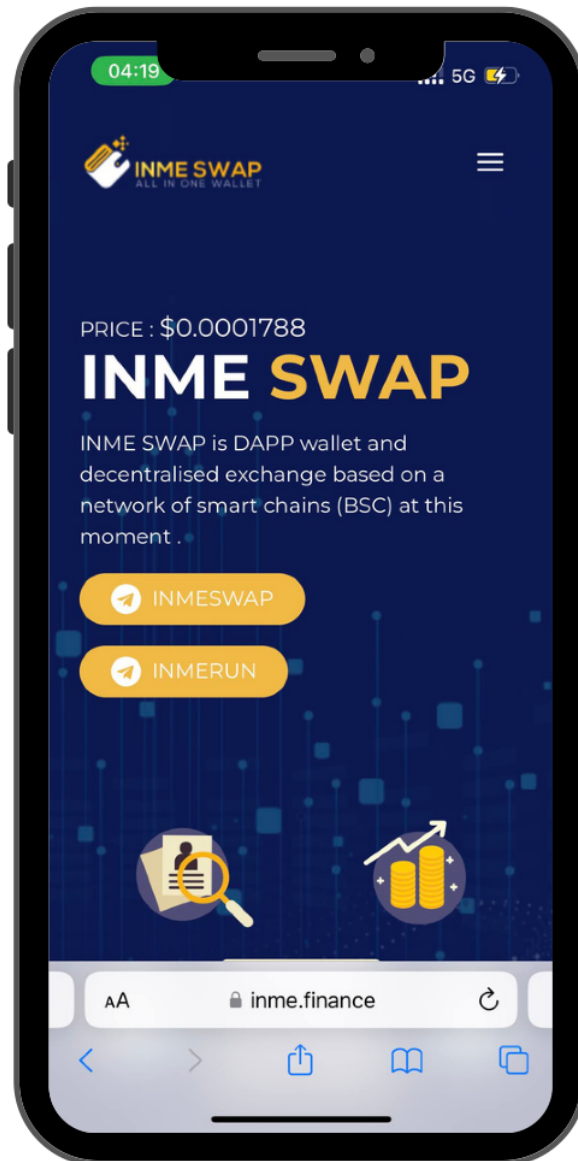 04:19
5G
INME SWAP
ALL IN ONE WALLET
PRICE : $0.0001788
INME SWAP
INME SWAP is DAPP wallet and
decentralised exchange based on a
network of smart chains (BSC) at this
moment .
INMESWAP
INMERUN
AA
inme.finance